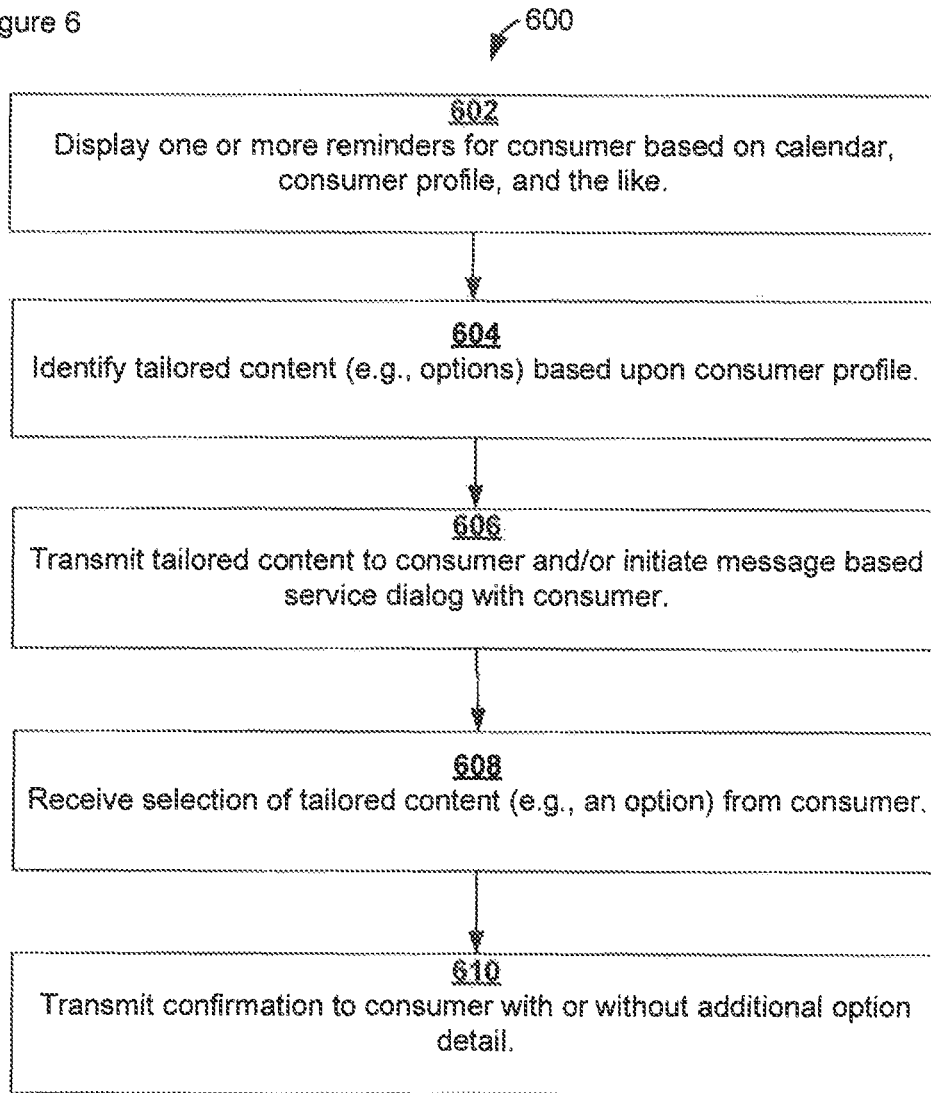 gure 6
600
602
Display one or more reminders for consumer based on calendar,
consumer profile, and the like.
604
Identify tailored content (e.g., options) based upon consumer profile.
606
Transmit tailored content to consumer and/or initiate message based
service dialog with consumer.
608
Receive selection of tailored content (e.g., an option) from consumer.
610
Transmit confirmation to consumer with or without additional option
detail.